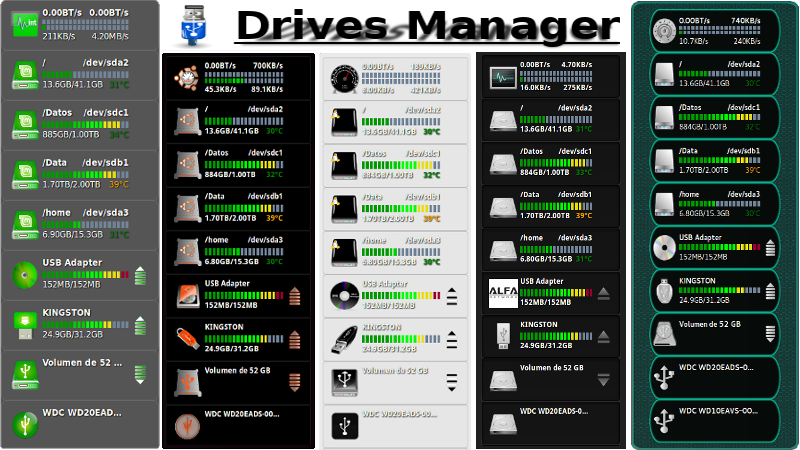 Drives Manager
0.00BT/s 0.00BT/s
211KB/s 4.20MB/s
/ /dev/sda2
13.6GB/41.1GB 31°C
/Datos /dev/sdc1
885GB/1.00TB 34°C
/Data /dev/sdb1
1.70TB/2.00TB 39°C
/home /dev/sda3
6.90GB/15.3GB 31°C
USB Adapter
152MB/152MB
KINGSTON
24.9GB/31.2GB
Volumen de 52 ...
WDC WD20EAD...
0.00BT/s 700KB/s
45.3KB/s 89.1KB/s
/ /dev/sda2
13.6GB/41.1GB 30°C
/Datos /dev/sdc1
884GB/1.00TB 32°C
/Data /dev/sdb1
1.70TB/2.00TB 39°C
/home /dev/sda3
6.80GB/15.3GB 30°C
USB Adapter
152MB/152MB
KINGSTON
24.9GB/31.2GB
Volumen de 52 GB
WDC WD20EADS-00...
0.00BT/s 180KB/s
8.00KB/s 421KB/s
/ /dev/sda2
13.6GB/41.1GB 30°C
/Datos /dev/sdc1
884GB/1.00TB 32°C
/Data /dev/sdb1
1.70TB/2.00TB 39°C
/home /dev/sda3
6.80GB/15.3GB 30°C
USB Adapter
152MB/152MB
KINGSTON
24.9GB/31.2GB
Volumen de 52 GB
WDC WD20EADS-00...
0.00BT/s 4.70KB/s
16.0KB/s 275KB/s
/ /dev/sda2
13.6GB/41.1GB 31°C
/Datos /dev/sdc1
884GB/1.00TB 33°C
/Data /dev/sdb1
1.70TB/2.00TB 39°C
/home /dev/sda3
6.80GB/15.3GB 31°C
ALFA
USB Adapter
152MB/152MB
KINGSTON
24.9GB/31.2GB
Volumen de 52 GB
WDC WD20EADS-00...
0.00BT/s 740KB/s
10.7KB/s 240KB/s
/ /dev/sda2
13.6GB/41.1GB 30°C
/Datos /dev/sdc1
884GB/1.00TB 32°C
/Data /dev/sdb1
1.70TB/2.00TB 39°C
/home /dev/sda3
6.80GB/15.3GB 30°C
USB Adapter
152MB/152MB
KINGSTON
24.9GB/31.2GB
Volumen de 52 GB
WDC WD20EADS-0...
WDC WD10EAVS-00...